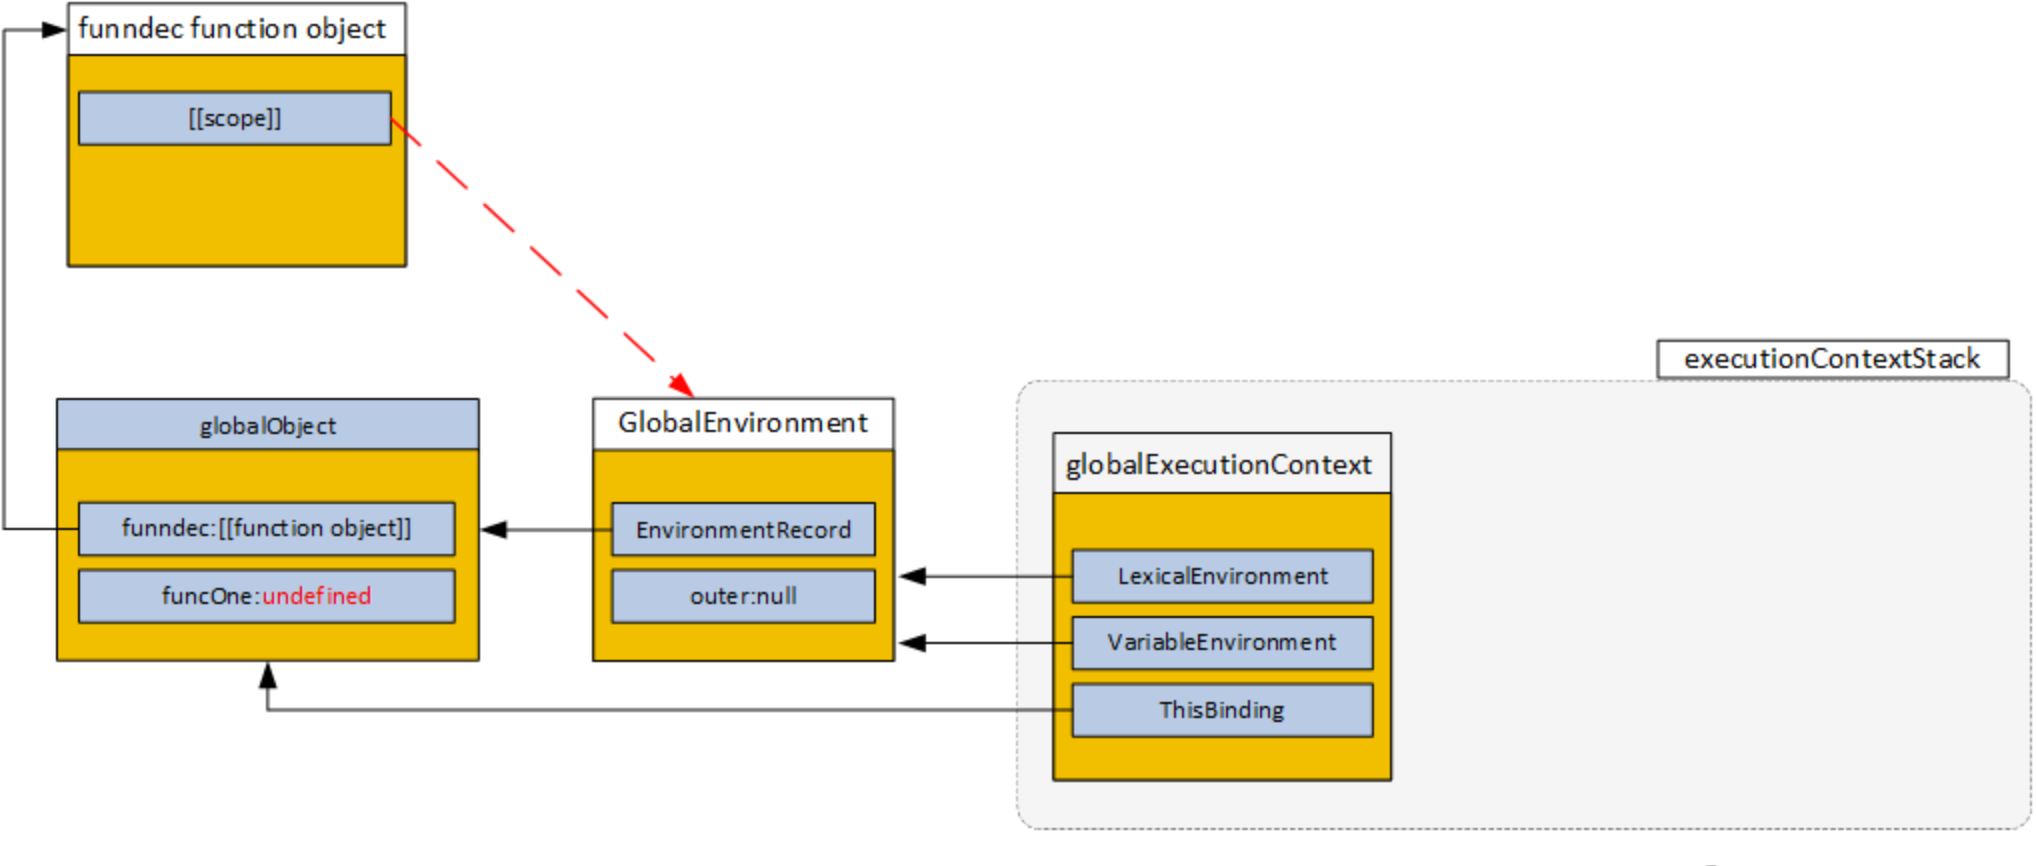 funndec function object
[[scope]]
executionContextStack
globalObject
GlobalEnvironment
globalExecutionContext
funndec:[[function object]]
EnvironmentRecord
LexicalEnvironment
funcOne:undefined
outer:null
VariableEnvironment
ThisBinding